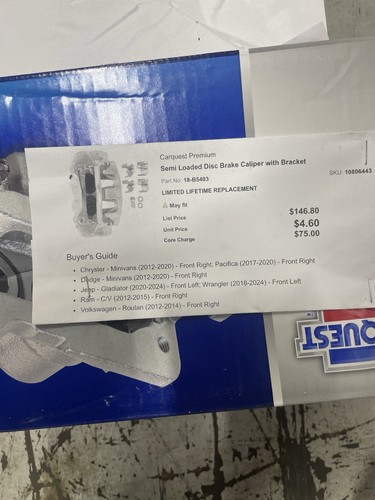 Carquest Premium
Semi Loaded Disc Brake Caliper with Bracket
Part No: 18-B5403
SKU: 10806443
LIMITED LIFETIME REPLACEMENT
⚠ May fit
List Price $146.80
Unit Price $4.60
Core Charge $75.00
Buyer's Guide
• Chrysler - Minivans (2012-2020) - Front Right; Pacifica (2017-2020) - Front Right
• Dodge - Minivans (2012-2020) - Front Right
• Jeep - Gladiator (2020-2024) - Front Left; Wrangler (2018-2024) - Front Left
• Ram - C/V (2012-2015) - Front Right
• Volkswagen - Routan (2012-2014) - Front Right
QUEST